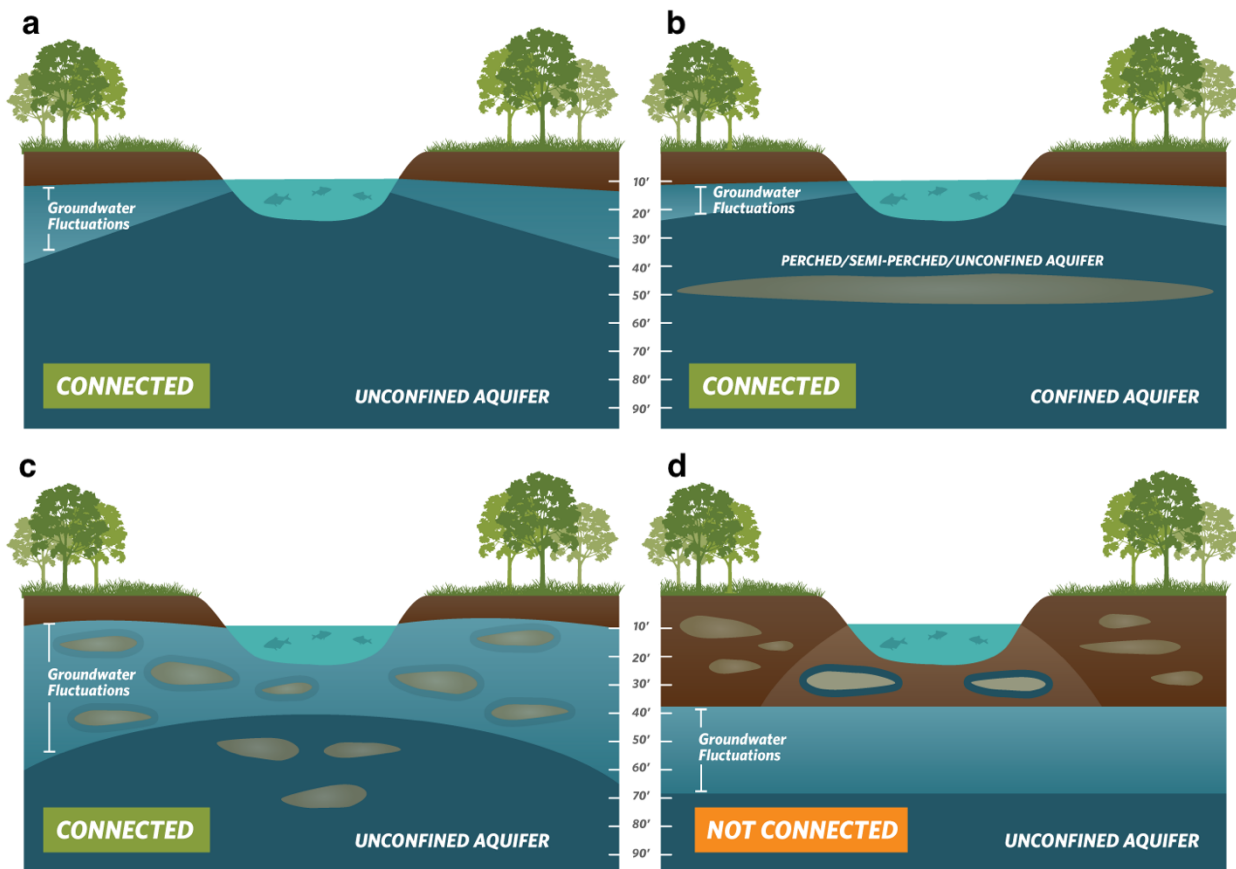 a
b
Groundwater
Fluctuations
10'
20'
30'
40'
50'
60'
70'
80'
90'
Groundwater
Fluctuations
PERCHED/SEMI-PERCHED/UNCONFINED AQUIFER
CONNECTED
UNCONFINED AQUIFER
CONNECTED
CONFINED AQUIFER
c
d
Groundwater
Fluctuations
10'
20'
30'
40'
50'
60'
70'
80'
90'
Groundwater
Fluctuations
CONNECTED
UNCONFINED AQUIFER
NOT CONNECTED
UNCONFINED AQUIFER